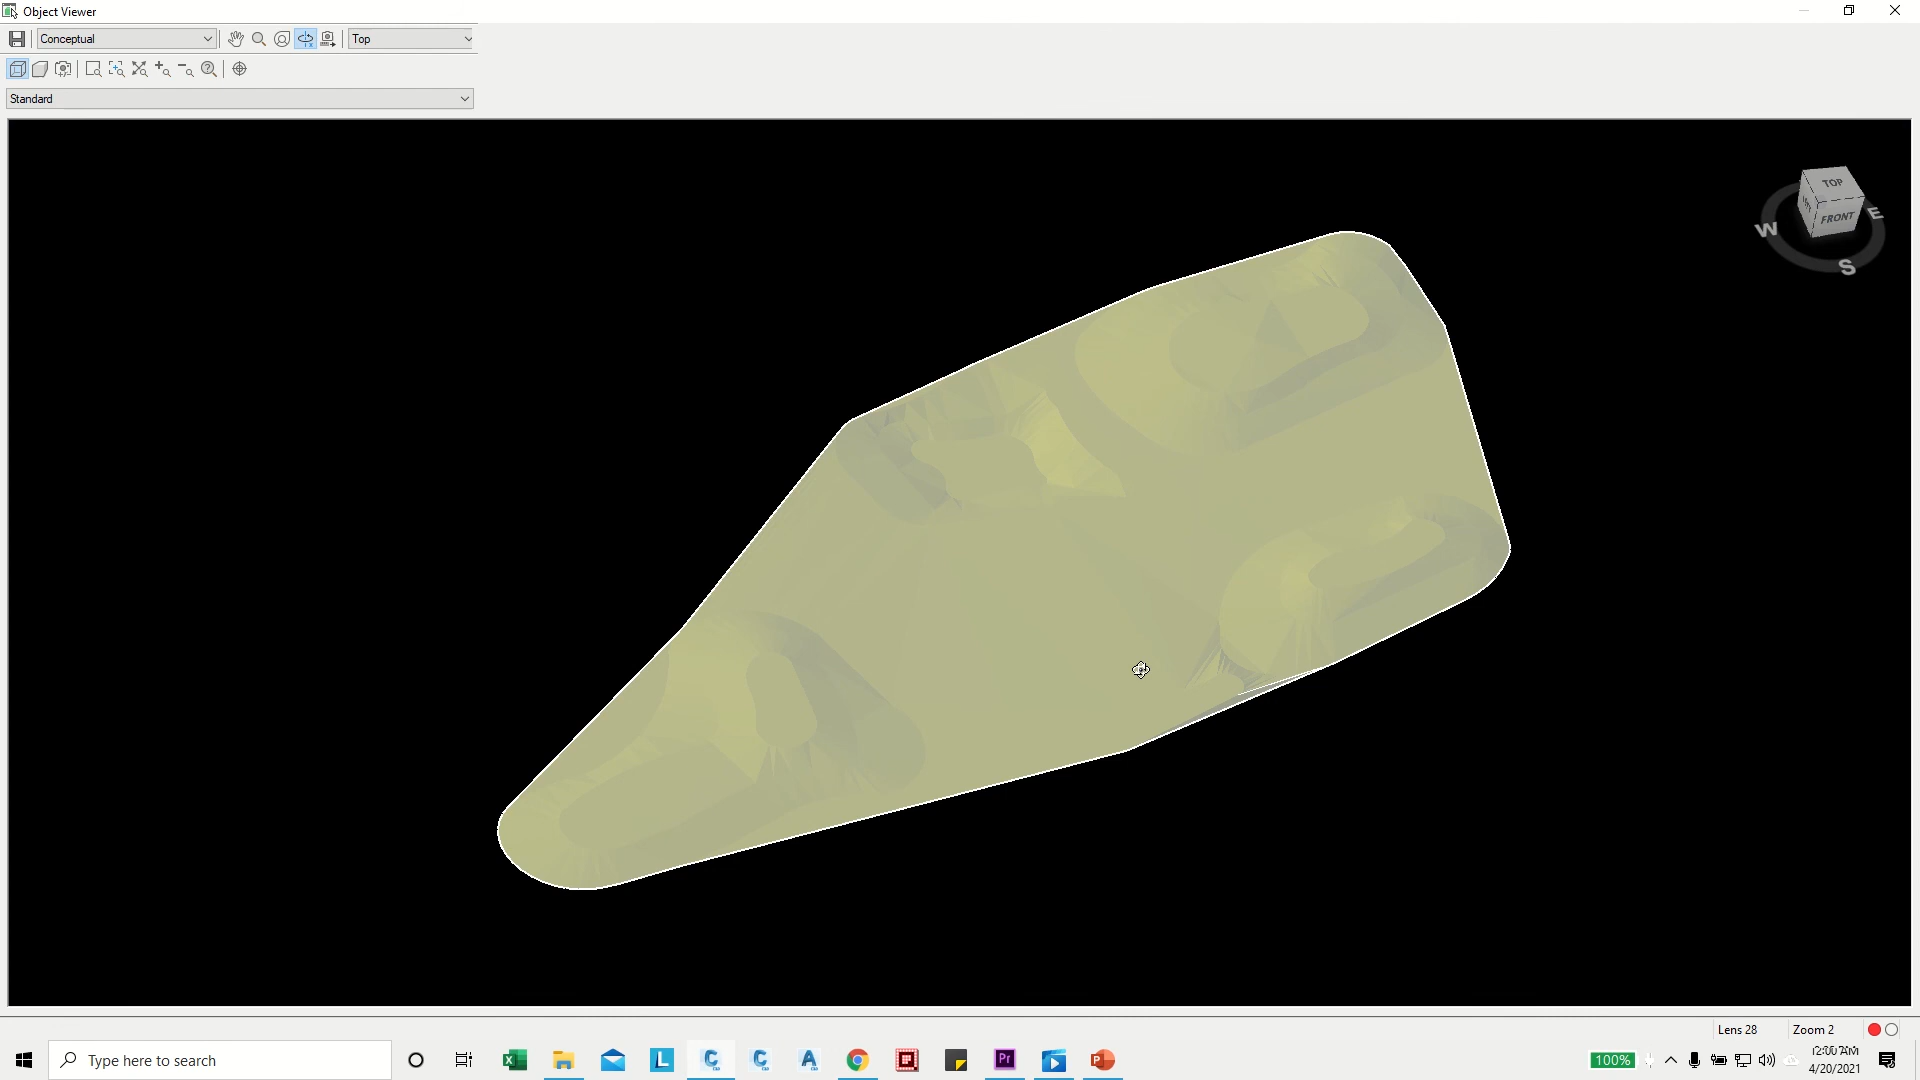 Object Viewer
Conceptual
Top
Standard
TOP
FRONT
W
E
S
Lens 28
Zoom 2
Type here to search
L
C
C
A
Pr
P
100%
12:00 AM
4/20/2021